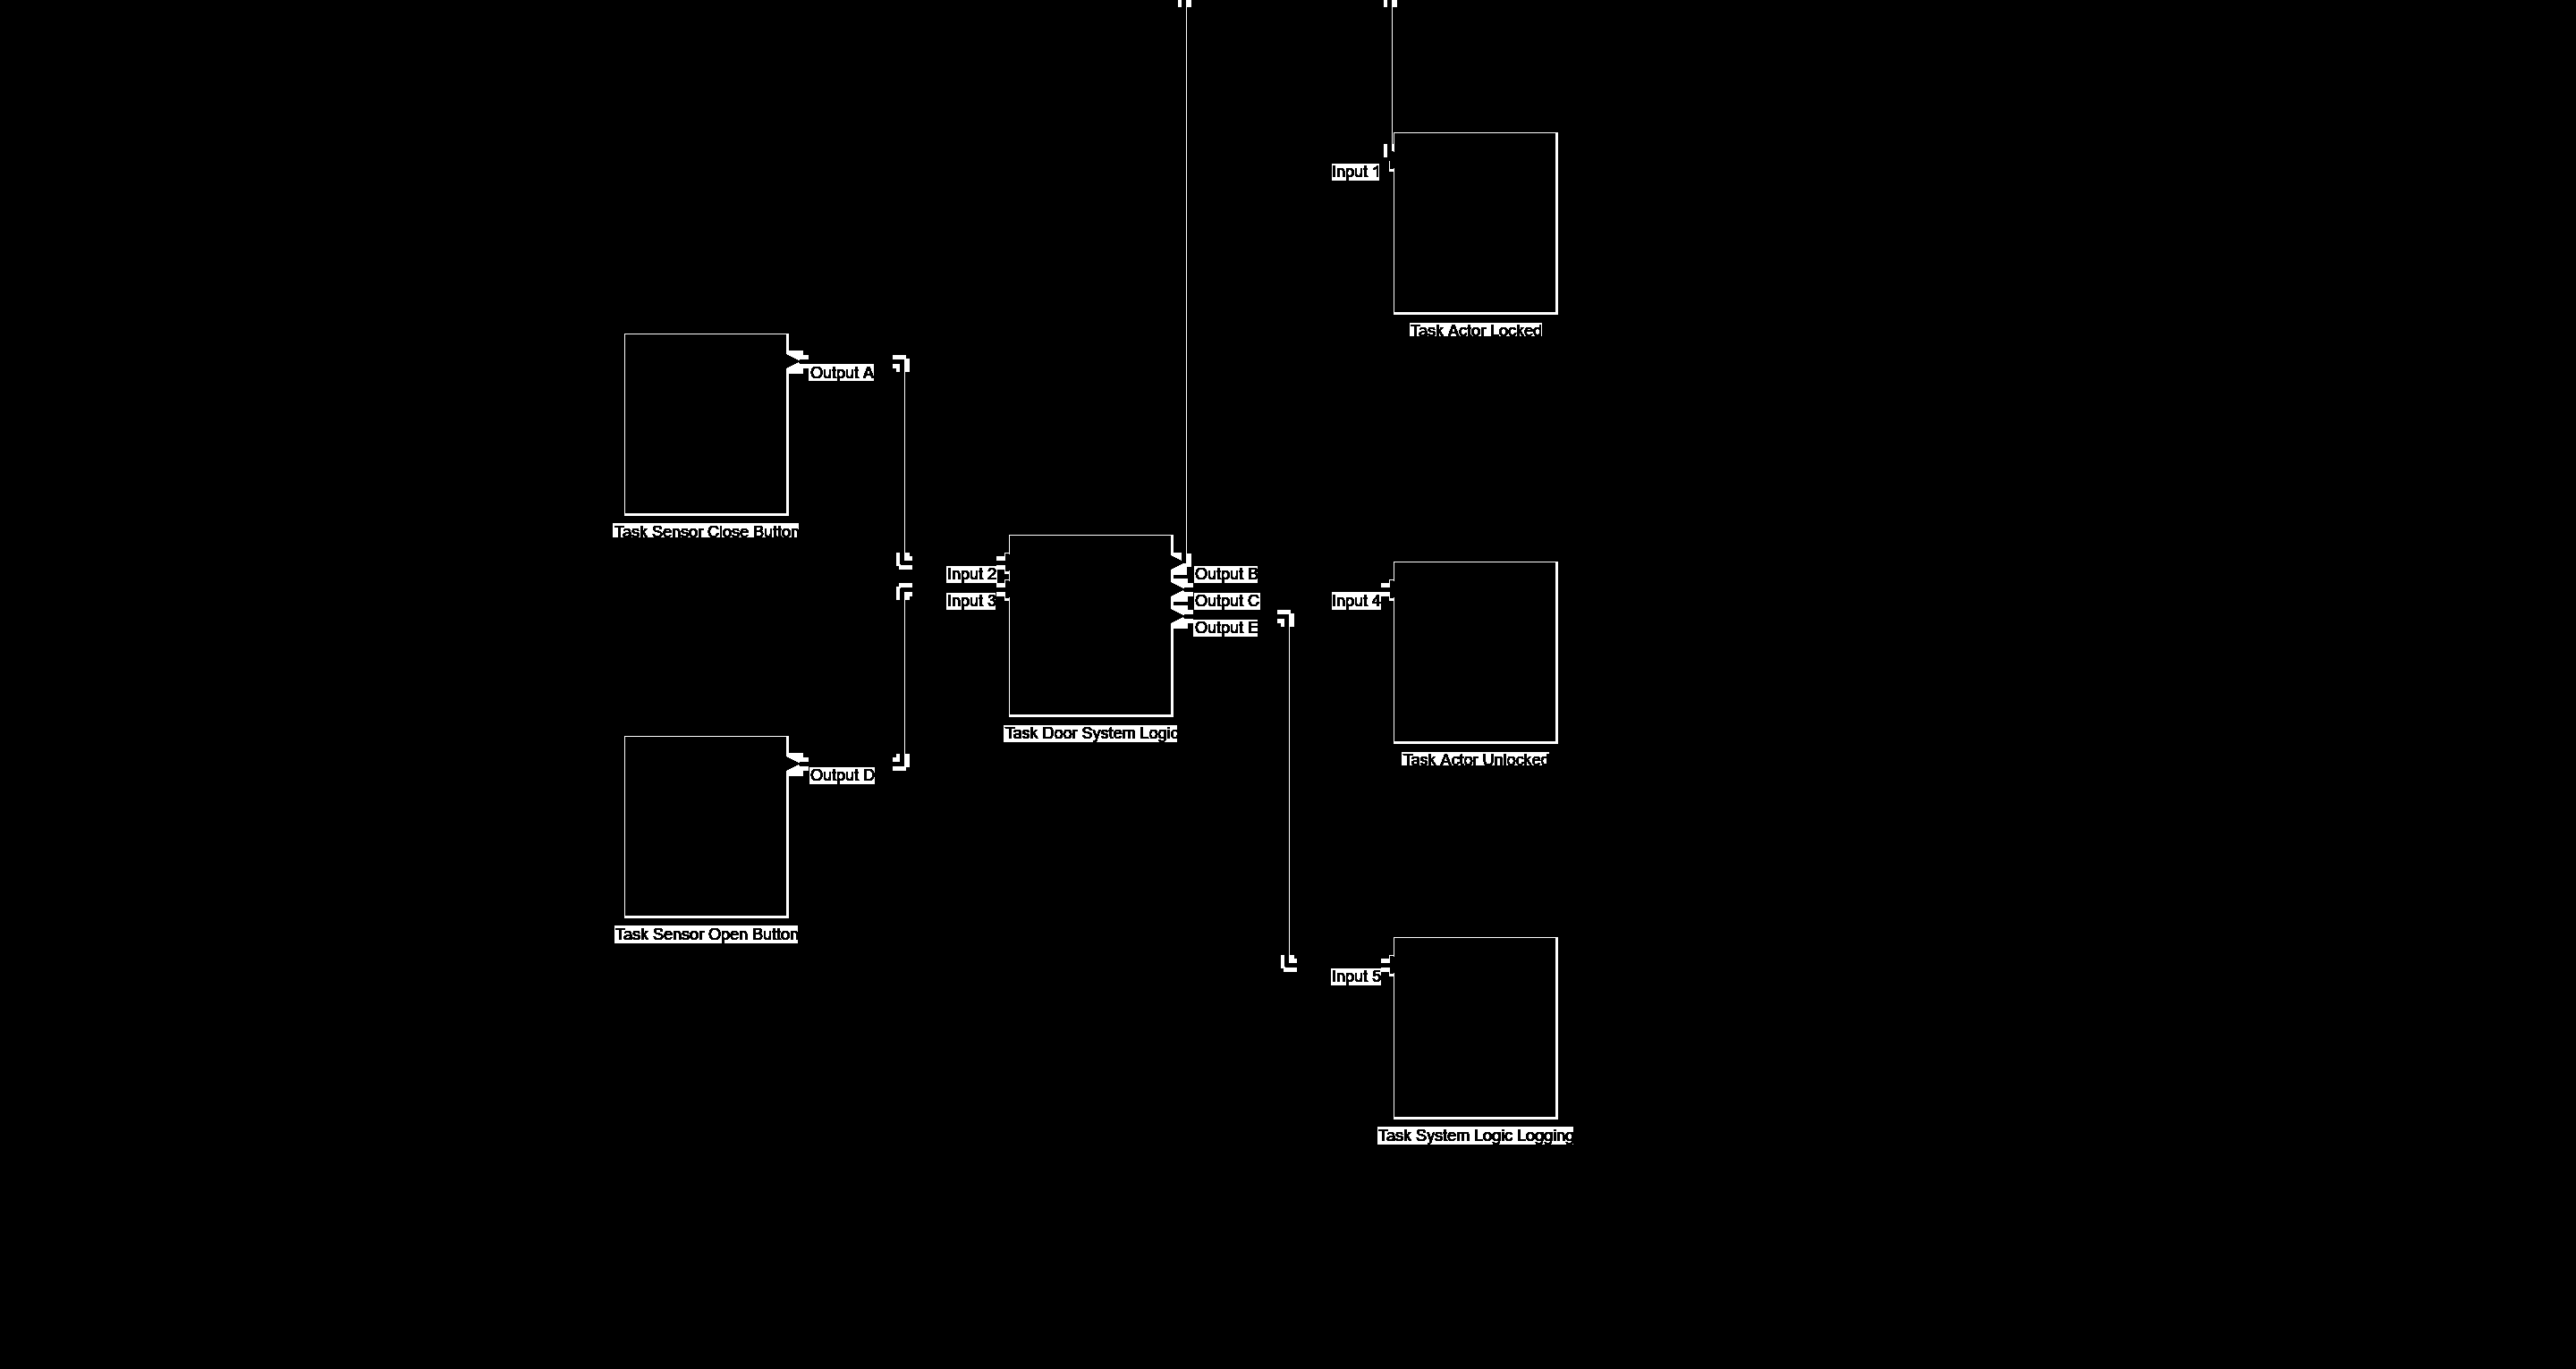 Input 1
Task Actor Locked
Output A
Task Sensor Close Button
Input 2
Output B
Input 3
Output C
Input 4
Output E
Task Door System Logic
Task Actor Unlocked
Output D
Task Sensor Open Button
Input 5
Task System Logic Logging